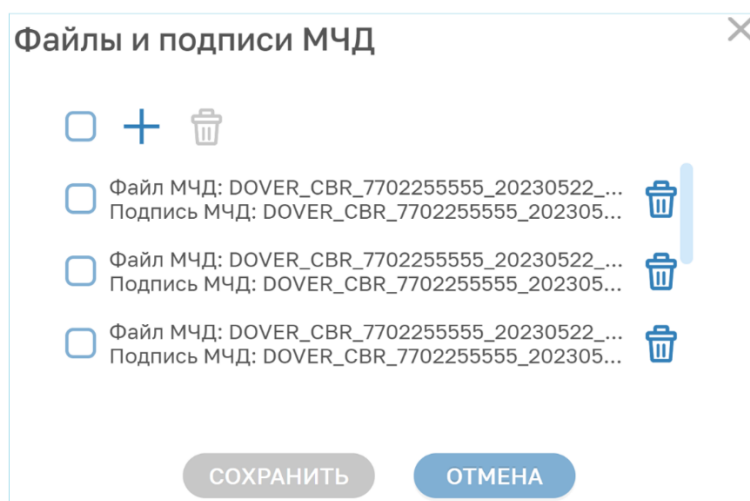 Файлы и подписи МЧД
Файл МЧД: DOVER_CBR_7702255555_20230522_...
Подпись МЧД: DOVER_CBR_7702255555_202305...
Файл МЧД: DOVER_CBR_7702255555_20230522_...
Подпись МЧД: DOVER_CBR_7702255555_202305...
Файл МЧД: DOVER_CBR_7702255555_20230522_...
Подпись МЧД: DOVER_CBR_7702255555_202305...
СОХРАНИТЬ ОТМЕНА